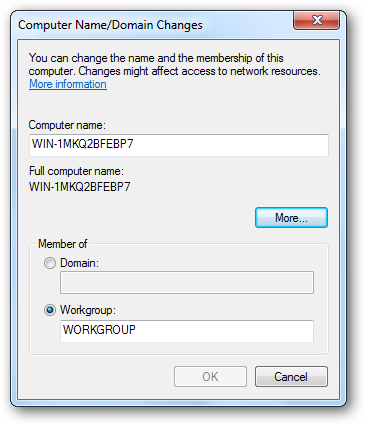 Computer Name/Domain Changes
You can change the name and the membership of this
computer. Changes might affect access to network resources.
More information
Computer name:
WIN-1MKQ2BFEBP7
Full computer name:
WIN-1MKQ2BFEBP7
More...
Member of
Domain:
Workgroup:
WORKGROUP
OK
Cancel